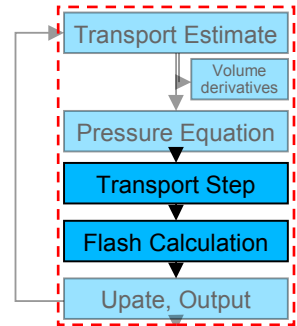 Transport Estimate
Volume
derivatives
Pressure Equation
Transport Step
Flash Calculation
Upate, Output